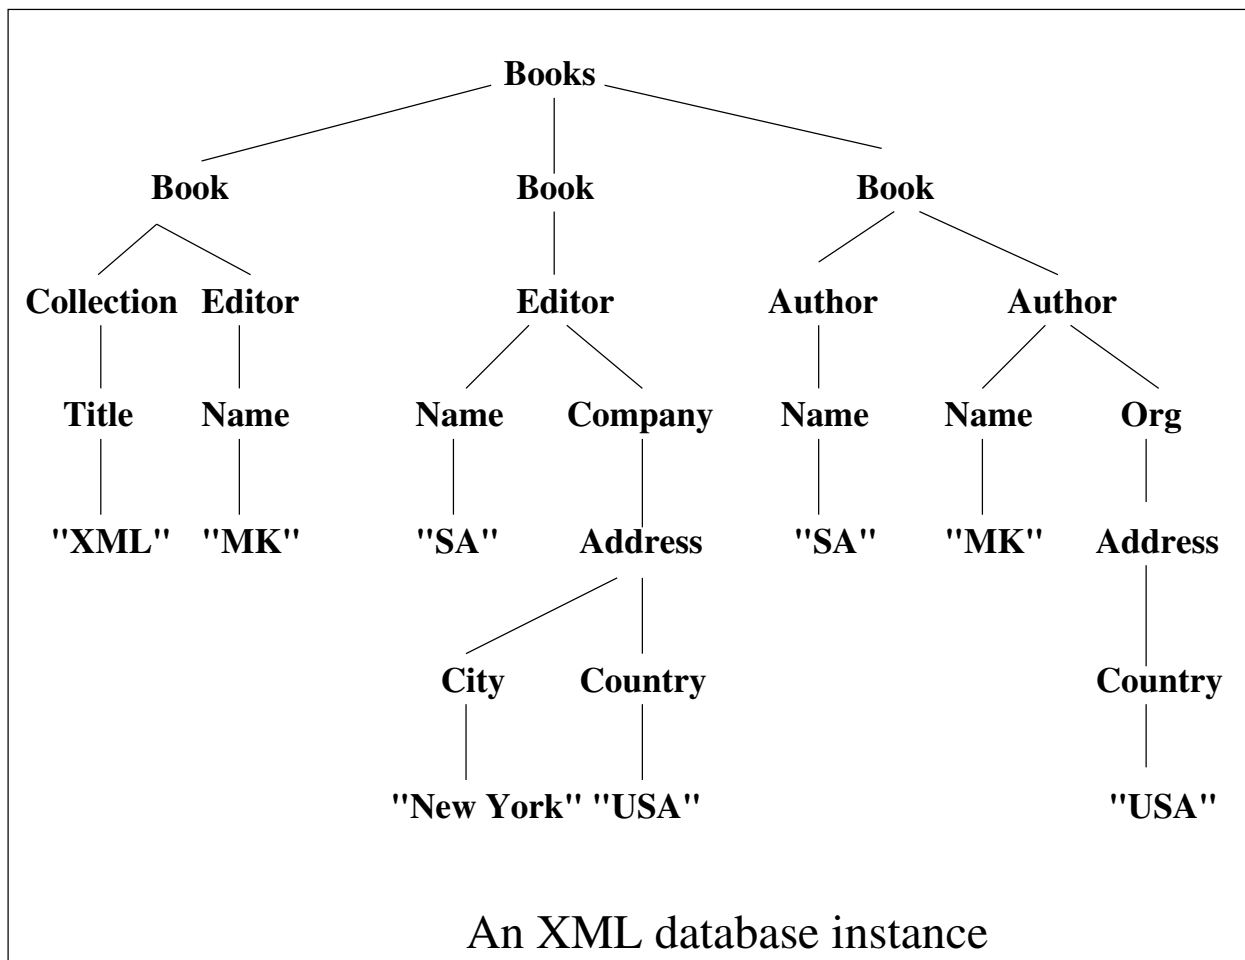 Books
Book Book Book
Collection Editor Editor Author Author
Title Name Name Company Name Name Org
"XML" "MK" "SA" Address "SA" "MK" Address
City Country Country
"New York" "USA" "USA"
An XML database instance